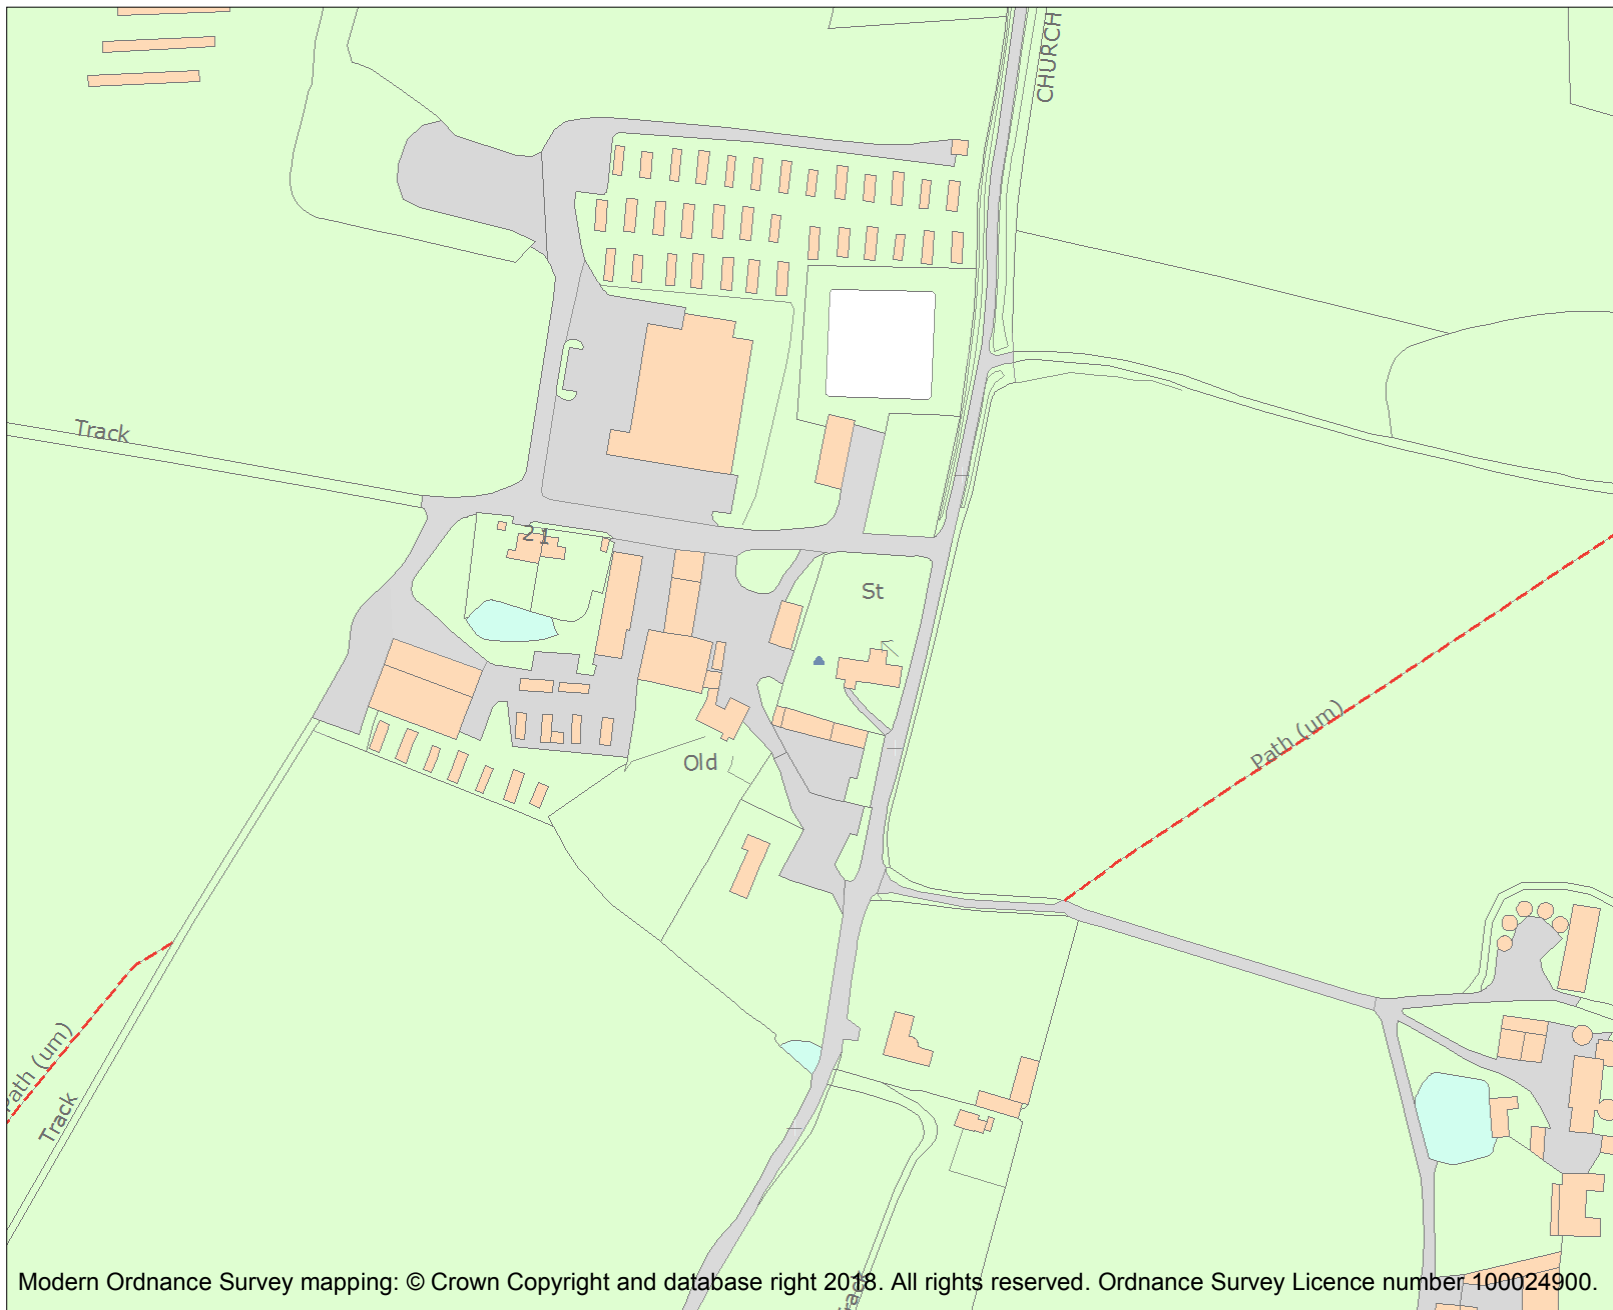 CHURCH
Track
21
St
Old
Path (um)
Path (um)
Track
Track
Modern Ordnance Survey mapping: © Crown Copyright and database right 2018. All rights reserved. Ordnance Survey Licence number 100024900.